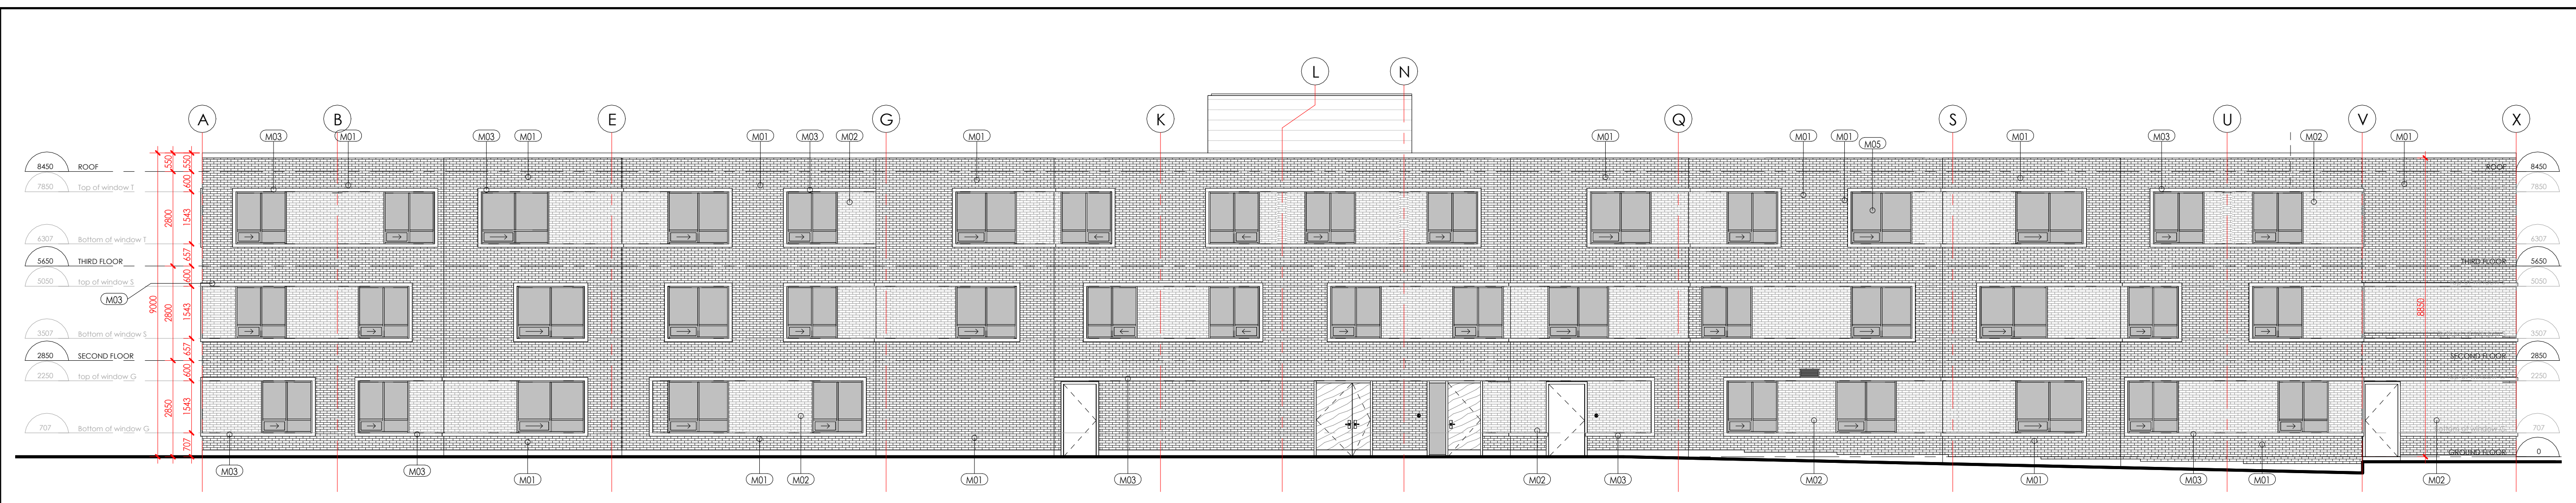 L N
A B E G K Q S U V X
M03 M01 M03 M01 M01 M03 M02 M01 M01 M01 M01 M05 M01 M03 M02 M01
8450 ROOF
7850 Top of window T
6307 Bottom of window T
5650 THIRD FLOOR
5050 top of window S
M03
3507 Bottom of window S
2850 SECOND FLOOR
2250 top of window G
707 Bottom of window G
9000
550
2800
2800
2850
550
600
1543
657
600
1543
657
600
1543
707
8850
ROOF 8450
7850
6307
THIRD FLOOR 5650
5050
3507
SECOND FLOOR 2850
2250
707
GROUND FLOOR 0
M03 M03 M01 M01 M02 M01 M03 M02 M03 M02 M01 M03 M01 M02